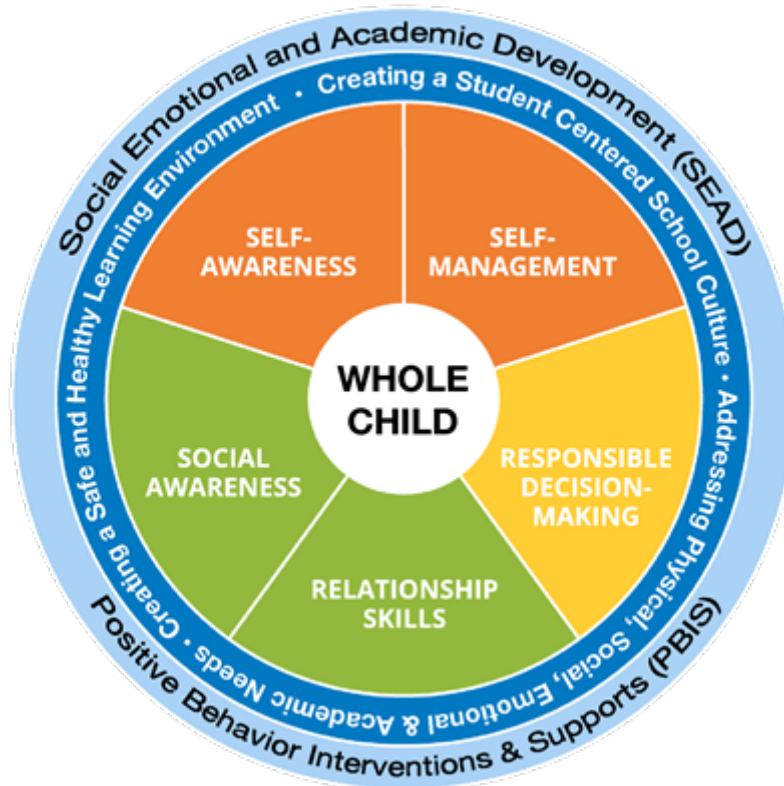 Social Emotional and Academic Development (SEAD)
Creating a Safe and Healthy Learning Environment • Creating a Student Centered School Culture • Addressing Physical, Social, Emotional & Academic Needs •
SELF-
AWARENESS
SELF-
MANAGEMENT
WHOLE
CHILD
SOCIAL
AWARENESS
RESPONSIBLE
DECISION-
MAKING
RELATIONSHIP
SKILLS
Positive Behavior Interventions & Supports (PBIS)